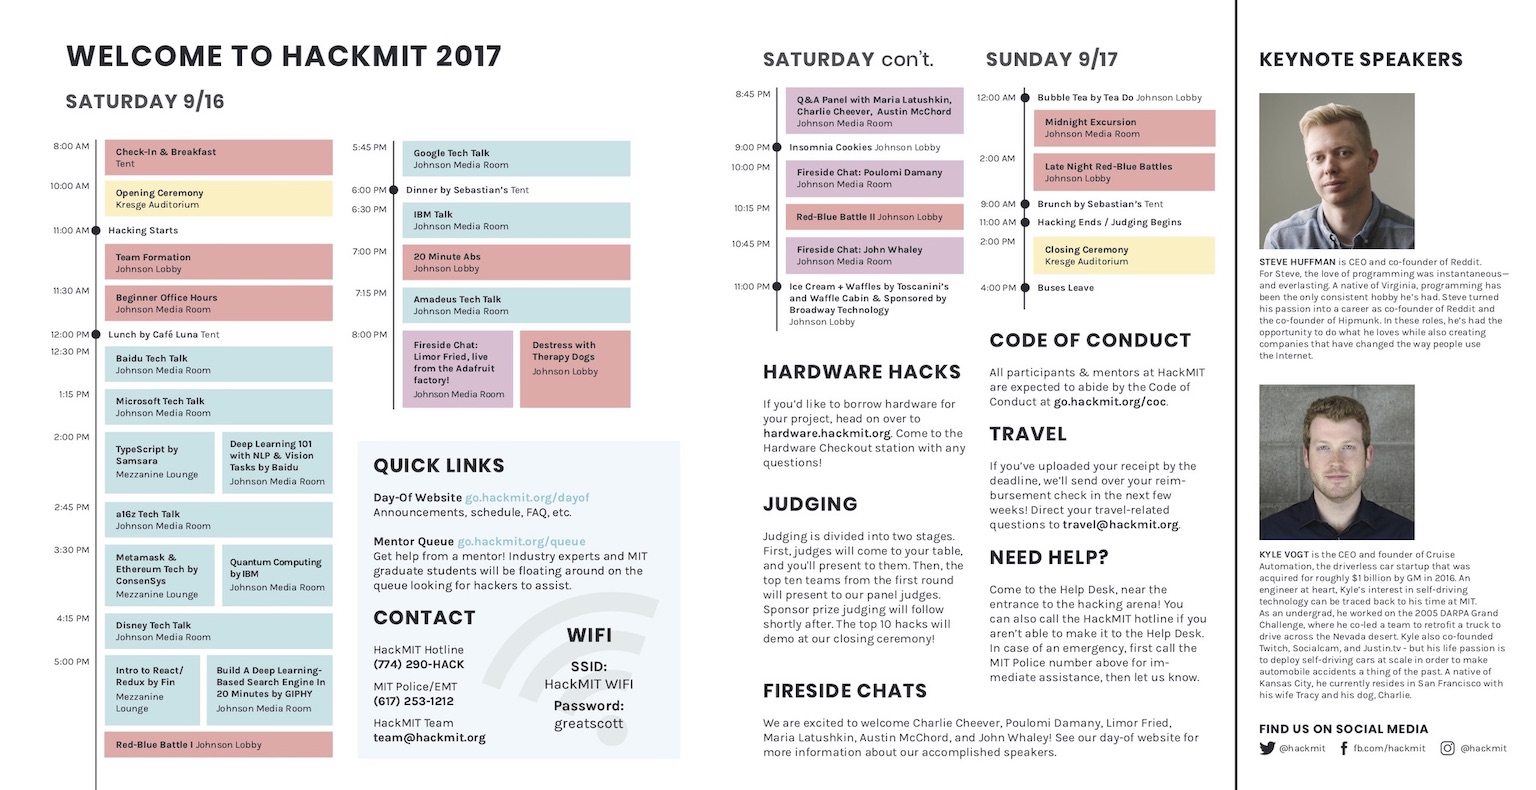 WELCOME TO HACKMIT 2017
SATURDAY 9/16
8:00 AM
Check-In & Breakfast
Tent
10:00 AM
Opening Ceremony
Kresge Auditorium
11:00 AM
Hacking Starts
Team Formation
Johnson Lobby
11:30 AM
Beginner Office Hours
Johnson Lobby
12:00 PM
Lunch by Café Luna Tent
12:30 PM
Baidu Tech Talk
Johnson Media Room
1:15 PM
Microsoft Tech Talk
Johnson Media Room
2:00 PM
TypeScript by
Samsara
Mezzanine Lounge
Deep Learning 101
with NLP & Vision
Tasks by Baidu
Johnson Media Room
2:45 PM
a16z Tech Talk
Johnson Media Room
3:30 PM
Metamask &
Ethereum Tech by
ConsenSys
Mezzanine Lounge
Quantum Computing
by IBM
Johnson Media Room
4:15 PM
Disney Tech Talk
Johnson Media Room
5:00 PM
Intro to React/
Redux by Fin
Mezzanine
Lounge
Build A Deep Learning-
Based Search Engine In
20 Minutes by GIPHY
Johnson Media Room
Red-Blue Battle I Johnson Lobby
5:45 PM
Google Tech Talk
Johnson Media Room
6:00 PM
Dinner by Sebastian's Tent
6:30 PM
IBM Talk
Johnson Media Room
7:00 PM
20 Minute Abs
Johnson Lobby
7:15 PM
Amadeus Tech Talk
Johnson Media Room
8:00 PM
Fireside Chat:
Limor Fried, live
from the Adafruit
factory!
Johnson Media Room
Destress with
Therapy Dogs
Johnson Lobby
QUICK LINKS
Day-Of Website go.hackmit.org/dayof
Announcements, schedule, FAQ, etc.
Mentor Queue go.hackmit.org/queue
Get help from a mentor! Industry experts and MIT
graduate students will be floating around on the
queue looking for hackers to assist.
CONTACT
HackMIT Hotline
(774) 290-HACK
MIT Police/EMT
(617) 253-1212
HackMIT Team
team@hackmit.org
WIFI
SSID:
HackMIT WIFI
Password:
greatscott
SATURDAY con't.
8:45 PM
Q&A Panel with Maria Latushkin,
Charlie Cheever, Austin McChord
Johnson Media Room
9:00 PM
Insomnia Cookies Johnson Lobby
10:00 PM
Fireside Chat: Poulomi Damany
Johnson Media Room
10:15 PM
Red-Blue Battle II Johnson Lobby
10:45 PM
Fireside Chat: John Whaley
Johnson Media Room
11:00 PM
Ice Cream + Waffles by Toscanini's
and Waffle Cabin & Sponsored by
Broadway Technology
Johnson Lobby
HARDWARE HACKS
If you'd like to borrow hardware for
your project, head on over to
hardware.hackmit.org. Come to the
Hardware Checkout station with any
questions!
JUDGING
Judging is divided into two stages.
First, judges will come to your table,
and you'll present to them. Then, the
top ten teams from the first round
will present to our panel judges.
Sponsor prize judging will follow
shortly after. The top 10 hacks will
demo at our closing ceremony!
SUNDAY 9/17
12:00 AM
Bubble Tea by Tea Do Johnson Lobby
Midnight Excursion
Johnson Media Room
2:00 AM
Late Night Red-Blue Battles
Johnson Lobby
9:00 AM
Brunch by Sebastian's Tent
11:00 AM
Hacking Ends / Judging Begins
2:00 PM
Closing Ceremony
Kresge Auditorium
4:00 PM
Buses Leave
CODE OF CONDUCT
All participants & mentors at HackMIT
are expected to abide by the Code of
Conduct at go.hackmit.org/coc.
TRAVEL
If you've uploaded your receipt by the
deadline, we'll send over your reim-
bursement check in the next few
weeks! Direct your travel-related
questions to travel@hackmit.org.
NEED HELP?
Come to the Help Desk, near the
entrance to the hacking arena! You
can also call the HackMIT hotline if you
aren't able to make it to the Help Desk.
In case of an emergency, first call the
MIT Police number above for im-
mediate assistance, then let us know.
FIRESIDE CHATS
We are excited to welcome Charlie Cheever, Poulomi Damany, Limor Fried,
Maria Latushkin, Austin McChord, and John Whaley! See our day-of website for
more information about our accomplished speakers.
KEYNOTE SPEAKERS
STEVE HUFFMAN is CEO and co-founder of Reddit.
For Steve, the love of programming was instantaneous—
and everlasting. A native of Virginia, programming has
been the only consistent hobby he's had. Steve turned
his passion into a career as co-founder of Reddit and
the co-founder of Hipmunk. In these roles, he's had the
opportunity to do what he loves while also creating
companies that have changed the way people use
the Internet.
KYLE VOGT is the CEO and founder of Cruise
Automation, the driverless car startup that was
acquired for roughly $1 billion by GM in 2016. An
engineer at heart, Kyle's interest in self-driving
technology can be traced back to his time at MIT.
As an undergrad, he worked on the 2005 DARPA Grand
Challenge, where he co-led a team to retrofit a truck to
drive across the Nevada desert. Kyle also co-founded
Twitch, Socialcam, and Justin.tv - but his life passion is
to deploy self-driving cars at scale in order to make
automobile accidents a thing of the past. A native of
Kansas City, he currently resides in San Francisco with
his wife Tracy and his dog, Charlie.
FIND US ON SOCIAL MEDIA
@hackmit fb.com/hackmit @hackmit